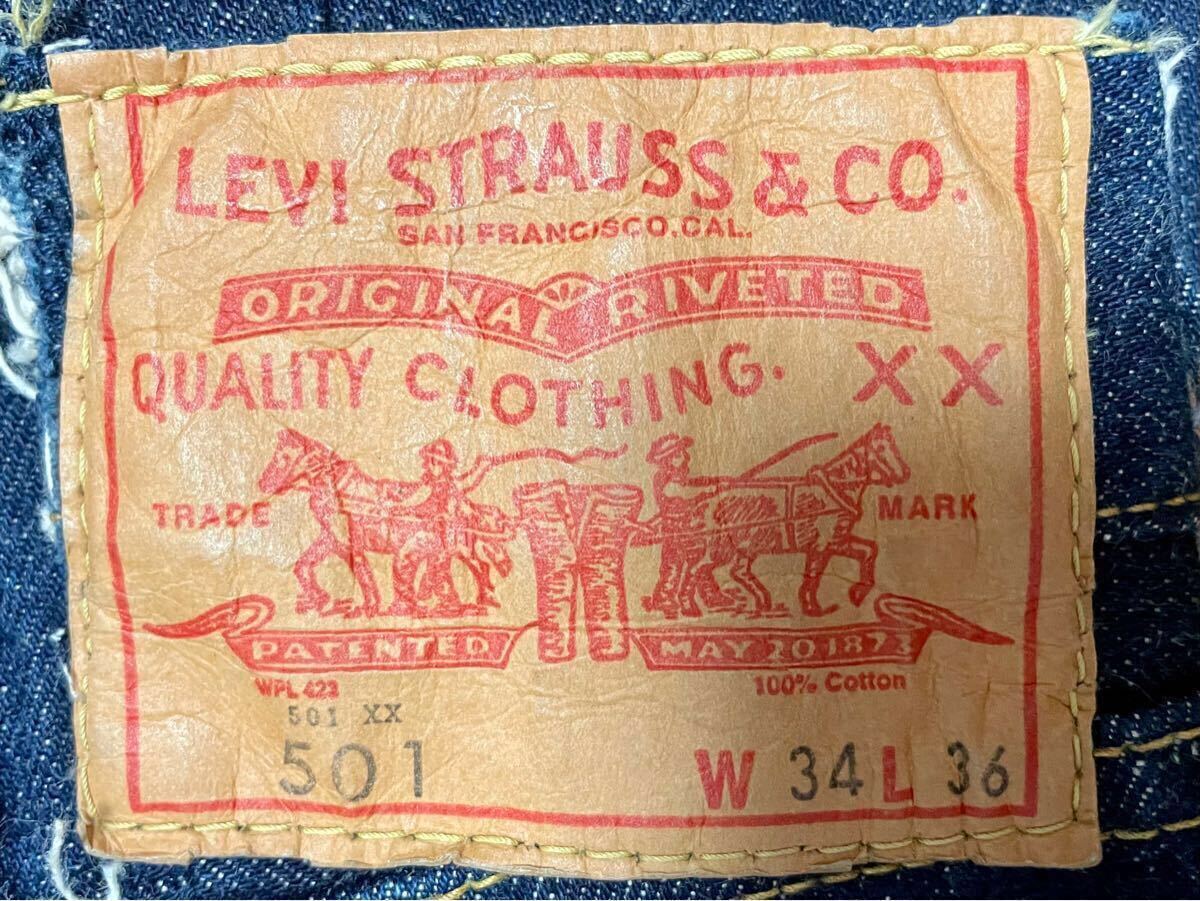 LEVI STRAUSS & CO.
SAN FRANCISCO, CAL.
ORIGINAL RIVETED
QUALITY CLOTHING. XX
TRADE MARK
PATENTED MAY 20 1873
WPL 423 100% Cotton
501 XX
501 W 34 L 36